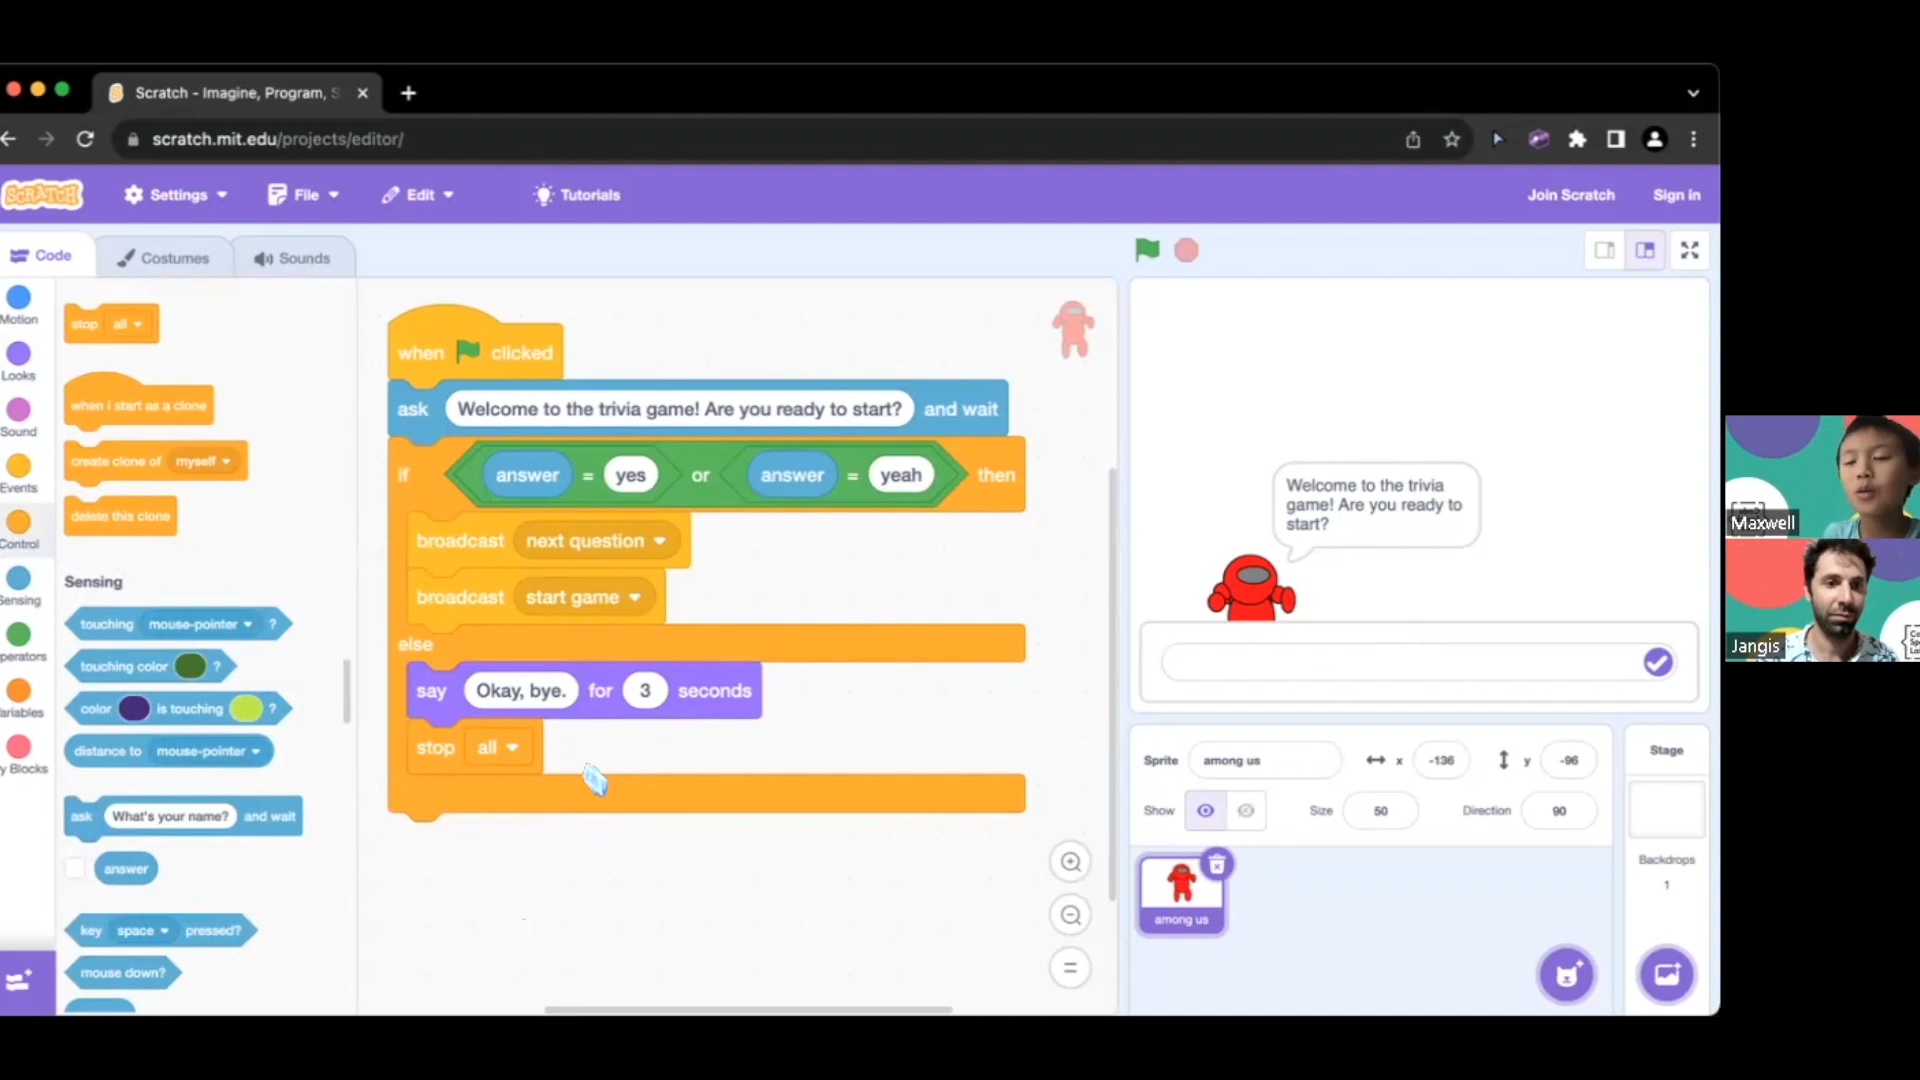 Scratch - Imagine, Program, S
scratch.mit.edu/projects/editor/
SCRATCH
Settings
File
Edit
Tutorials
Join Scratch
Sign in
Code
Costumes
Sounds
Motion
Looks
Sound
Events
Control
Sensing
perators
ariables
y Blocks
stop all
when I start as a clone
create clone of myself
delete this clone
Sensing
touching mouse-pointer ?
touching color ?
color is touching ?
distance to mouse-pointer
ask What's your name? and wait
answer
key space pressed?
mouse down?
when clicked
ask Welcome to the trivia game! Are you ready to start? and wait
if answer = yes or answer = yeah then
broadcast next question
broadcast start game
else
say Okay, bye. for 3 seconds
stop all
Welcome to the trivia
game! Are you ready to
start?
Sprite among us x -136 y -96
Show Size 50 Direction 90
among us
Stage
Backdrops
1
Maxwell
Jangis